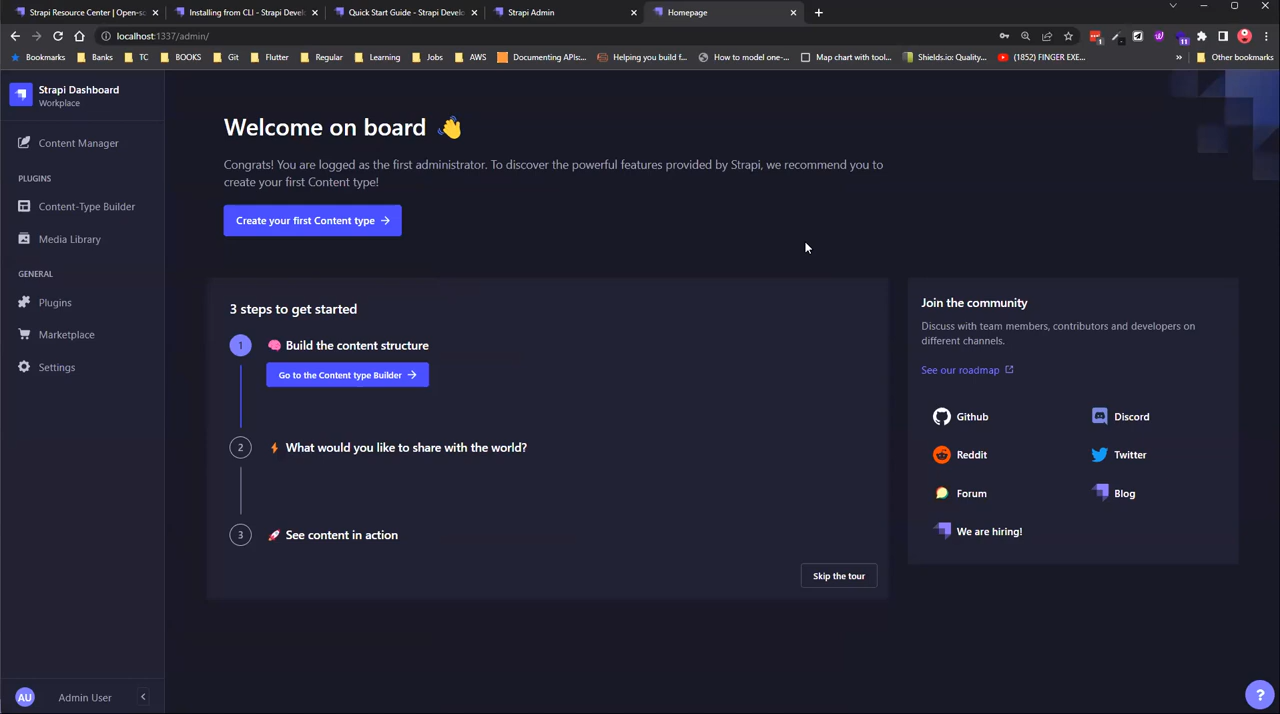 Strapi Resource Center | Open-so
Installing from CLI - Strapi Devel
Quick Start Guide - Strapi Develo
Strapi Admin
Homepage
localhost:1337/admin/
1
11
Bookmarks
Banks
TC
BOOKS
Git
Flutter
Regular
Learning
Jobs
AWS
Documenting APIs:...
Helping you build f...
How to model one-...
Map chart with tool...
Shields.io: Quality...
(1852) FINGER EXE...
»
Other bookmarks
Strapi Dashboard
Workplace
Content Manager
PLUGINS
Content-Type Builder
Media Library
GENERAL
Plugins
Marketplace
Settings
AU
Admin User
Welcome on board 👋
Congrats! You are logged as the first administrator. To discover the powerful features provided by Strapi, we recommend you to
create your first Content type!
Create your first Content type →
3 steps to get started
1
🧠 Build the content structure
Go to the Content type Builder →
2
⚡ What would you like to share with the world?
3
🚀 See content in action
Skip the tour
Join the community
Discuss with team members, contributors and developers on
different channels.
See our roadmap
Github
Discord
Reddit
Twitter
Forum
Blog
We are hiring!
?